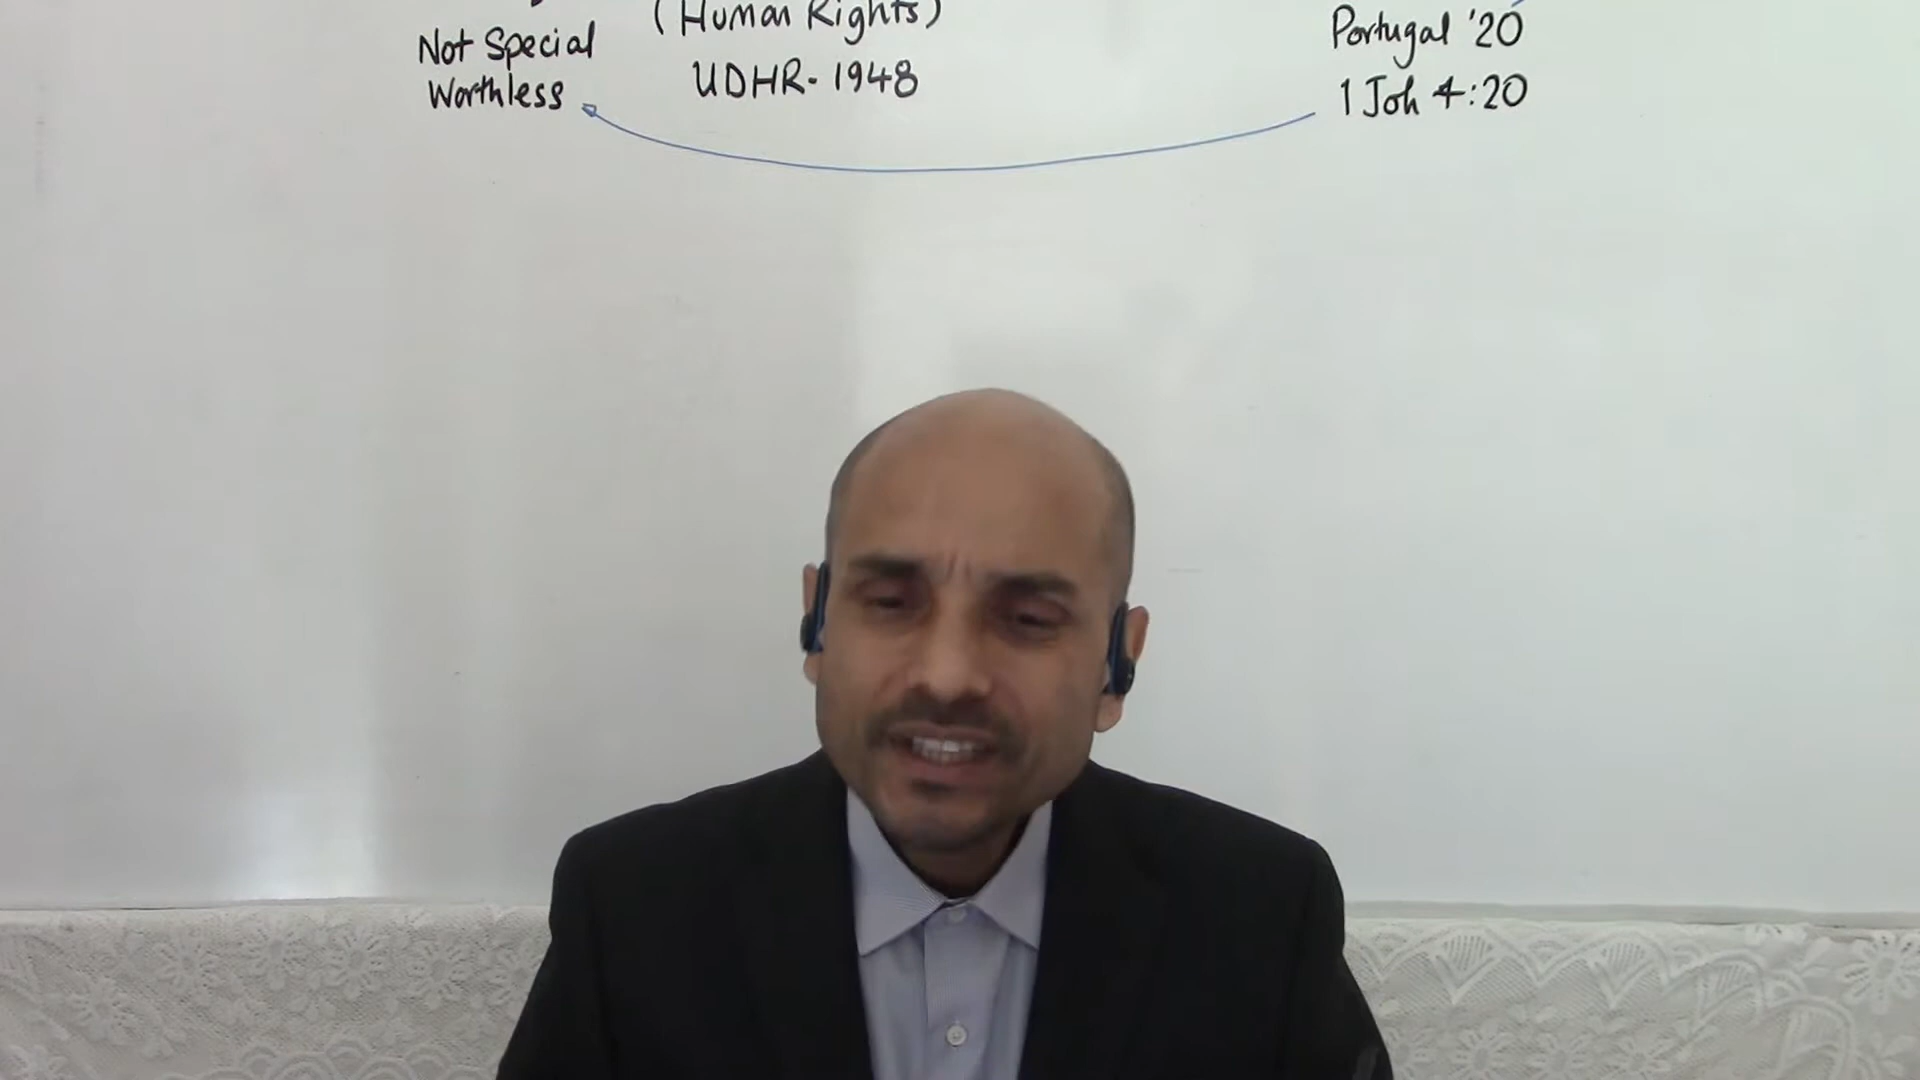 Not Special
Worthless
(Human Rights)
UDHR- 1948
Portugal '20
1 Joh 4:20